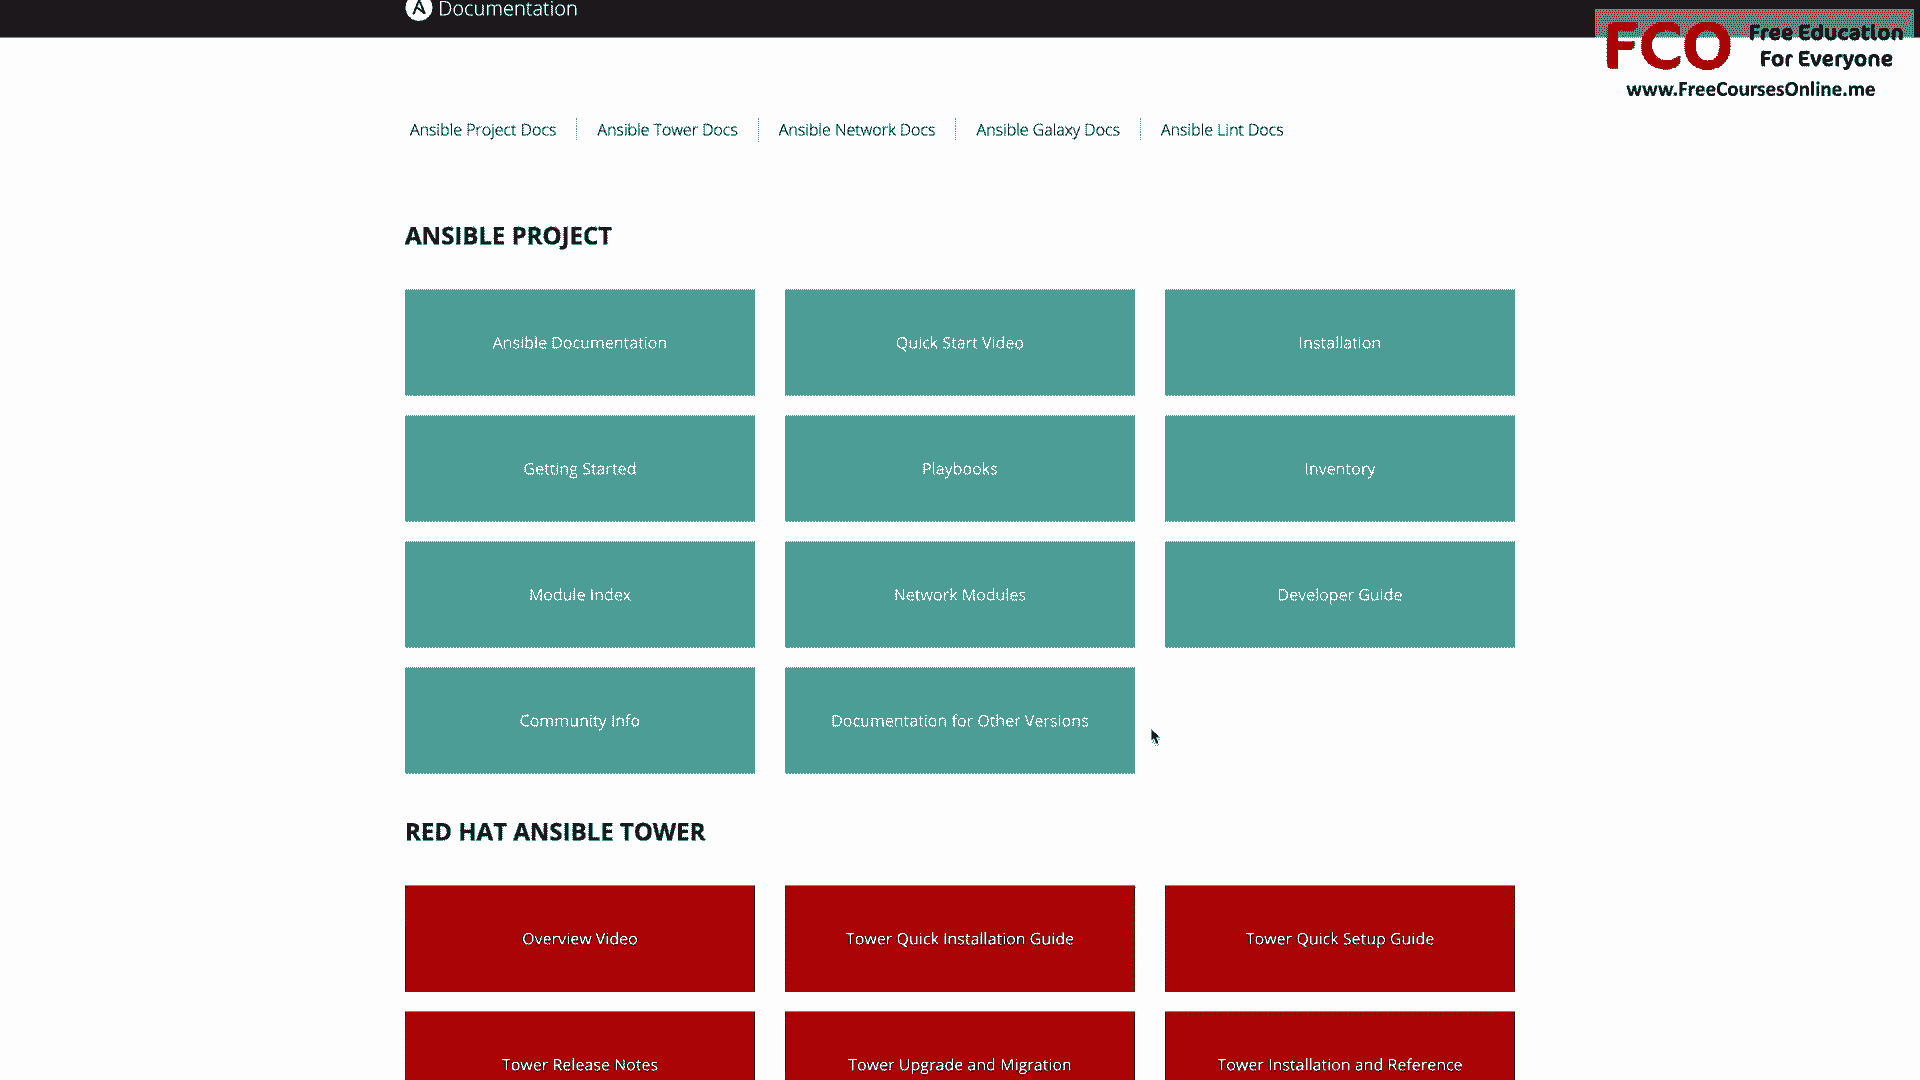 Documentation
FCO Free Education
For Everyone
www.FreeCoursesOnline.me
Ansible Project Docs
Ansible Tower Docs
Ansible Network Docs
Ansible Galaxy Docs
Ansible Lint Docs
ANSIBLE PROJECT
Ansible Documentation
Quick Start Video
Installation
Getting Started
Playbooks
Inventory
Module Index
Network Modules
Developer Guide
Community Info
Documentation for Other Versions
RED HAT ANSIBLE TOWER
Overview Video
Tower Quick Installation Guide
Tower Quick Setup Guide
Tower Release Notes
Tower Upgrade and Migration
Tower Installation and Reference